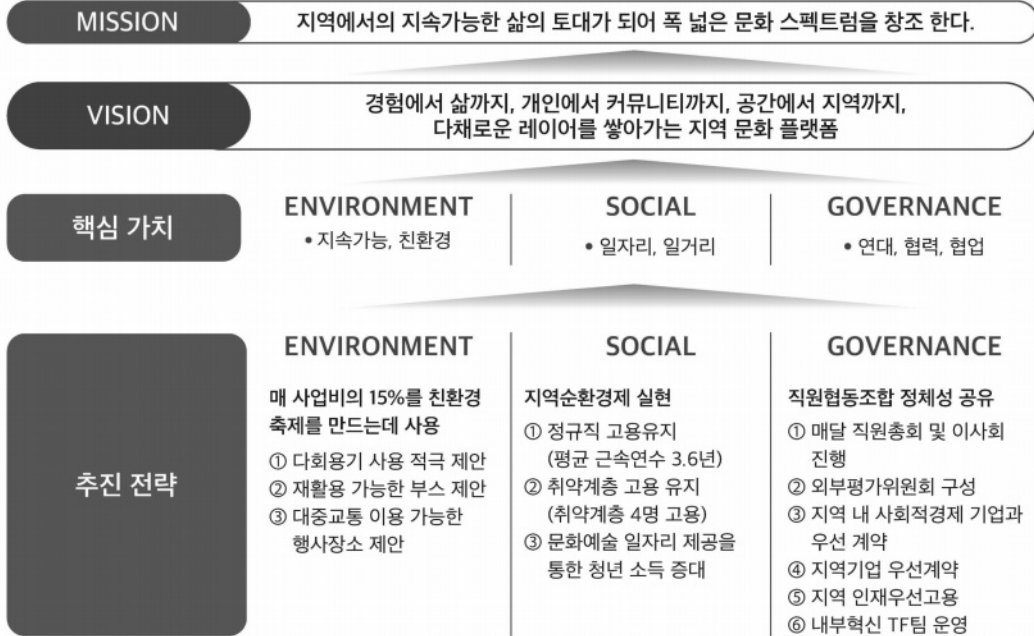 MISSION
지역에서의 지속가능한 삶의 토대가 되어 폭 넓은 문화 스펙트럼을 창조 한다.
VISION
경험에서 삶까지, 개인에서 커뮤니티까지, 공간에서 지역까지,
다채로운 레이어를 쌓아가는 지역 문화 플랫폼
핵심 가치
ENVIRONMENT
• 지속가능, 친환경
SOCIAL
• 일자리, 일거리
GOVERNANCE
• 연대, 협력, 협업
추진 전략
ENVIRONMENT
매 사업비의 15%를 친환경
축제를 만드는데 사용
① 다회용기 사용 적극 제안
② 재활용 가능한 부스 제안
③ 대중교통 이용 가능한
행사장소 제안
SOCIAL
지역순환경제 실현
① 정규직 고용유지
(평균 근속연수 3.6년)
② 취약계층 고용 유지
(취약계층 4명 고용)
③ 문화예술 일자리 제공을
통한 청년 소득 증대
GOVERNANCE
직원협동조합 정체성 공유
① 매달 직원총회 및 이사회
진행
② 외부평가위원회 구성
③ 지역 내 사회적경제 기업과
우선 계약
④ 지역기업 우선계약
⑤ 지역 인재우선고용
⑥ 내부혁신 TF팀 운영